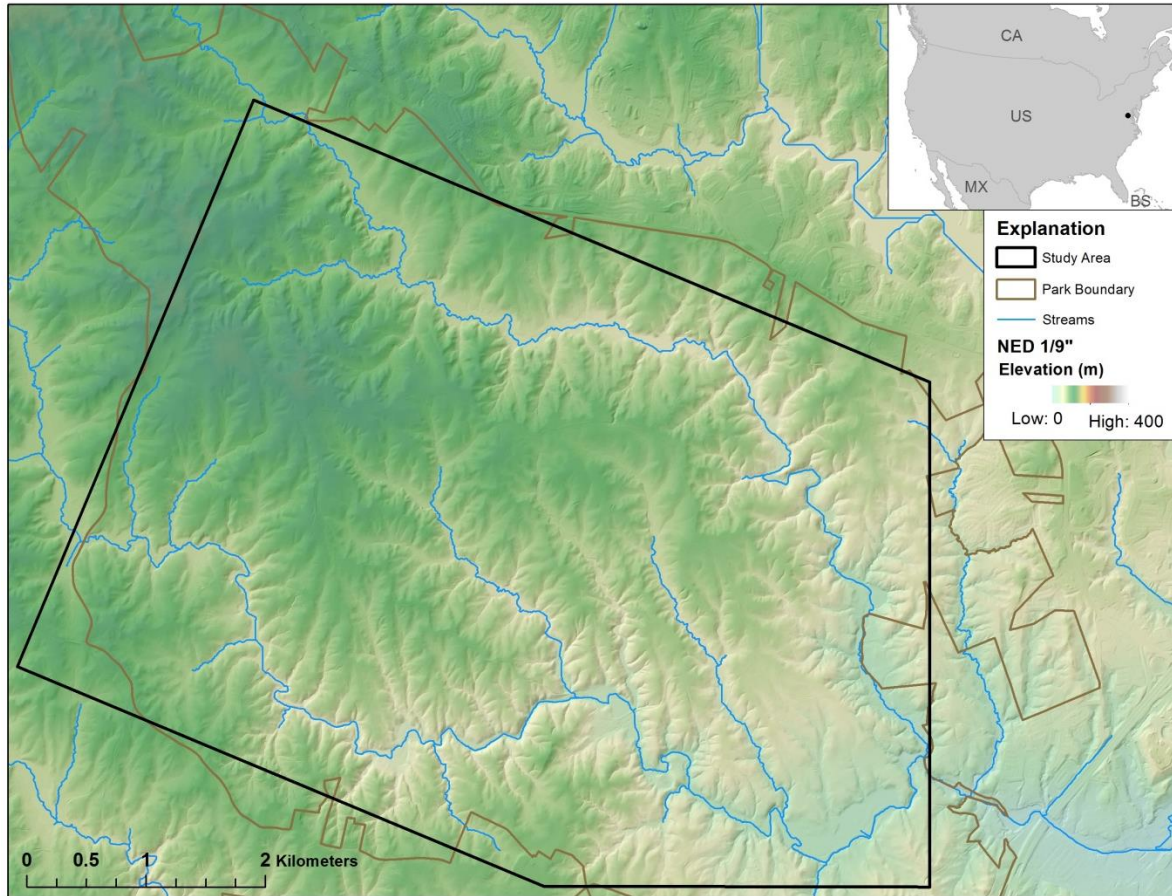 CA
US
MX
BS
Explanation
Study Area
Park Boundary
Streams
NED 1/9"
Elevation (m)
Low: 0 High: 400
0 0.5 1 2 Kilometers